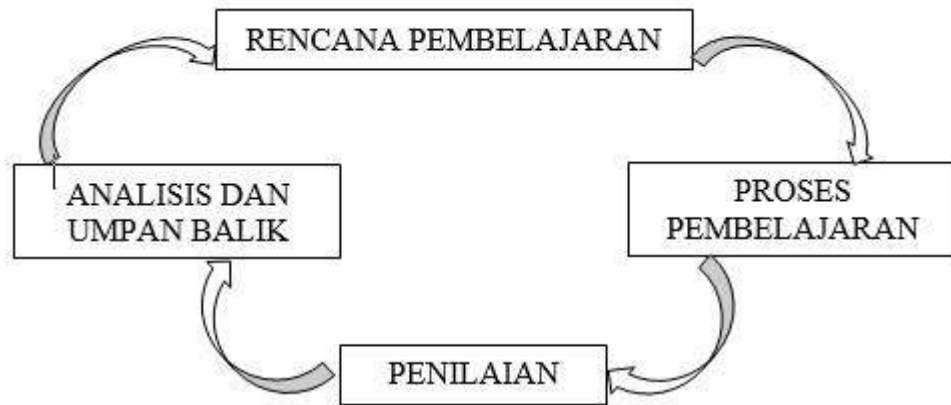 RENCANA PEMBELAJARAN
ANALISIS DAN
UMPAN BALIK
PROSES
PEMBELAJARAN
PENILAIAN